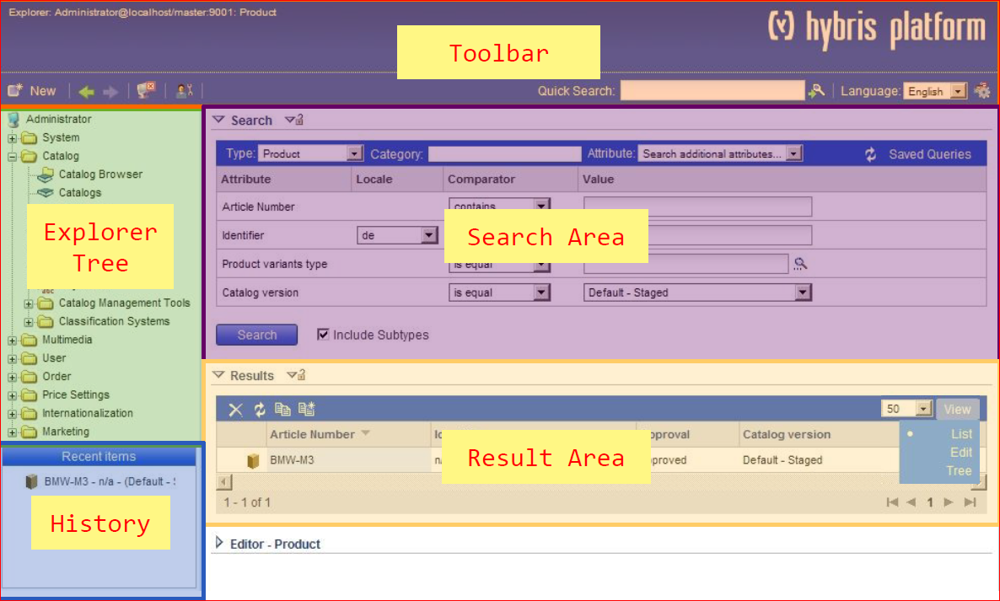 Explorer: Administrator@localhost/master:9001: Product
(v) hybris platform
Toolbar
New
Quick Search:
Language: English
Administrator
System
Catalog
Catalog Browser
Catalogs
Explorer
Tree
abc
Catalog Management Tools
Classification Systems
Multimedia
User
Order
Price Settings
Internationalization
Marketing
Recent items
BMW-M3 - n/a - (Default - S
History
Search
Type: Product Category: Attribute: Search additional attributes... Saved Queries
Attribute Locale Comparator Value
Article Number contains
Identifier de
Search Area
Product variants type is equal
Catalog version is equal Default - Staged
Search Include Subtypes
Results
50 View
Article Number Catalog version List
Result Area
Edit
BMW-M3 Default - Staged
Tree
1 - 1 of 1 1
Editor - Product